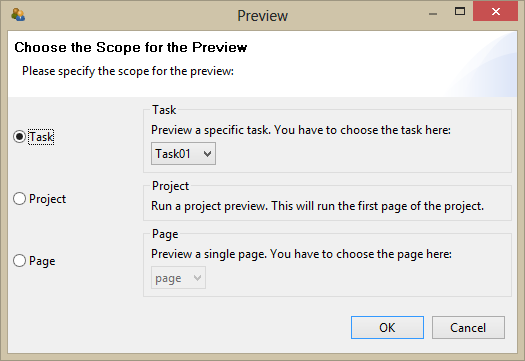 Preview
Choose the Scope for the Preview
Please specify the scope for the preview:
Task
Task
Preview a specific task. You have to choose the task here:
Task01
Project
Project
Run a project preview. This will run the first page of the project.
Page
Page
Preview a single page. You have to choose the page here:
page
OK Cancel